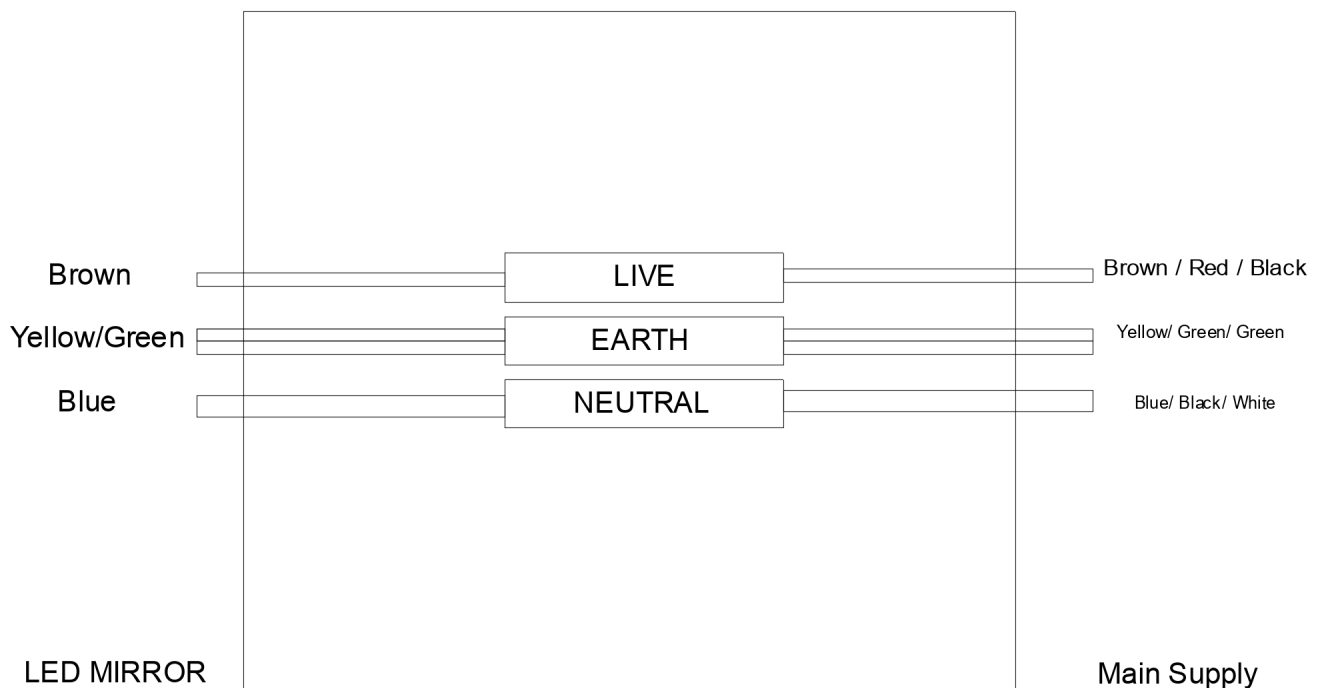 Brown LIVE Brown / Red / Black
Yellow/Green EARTH Yellow/ Green/ Green
Blue NEUTRAL Blue/ Black/ White
LED MIRROR Main Supply